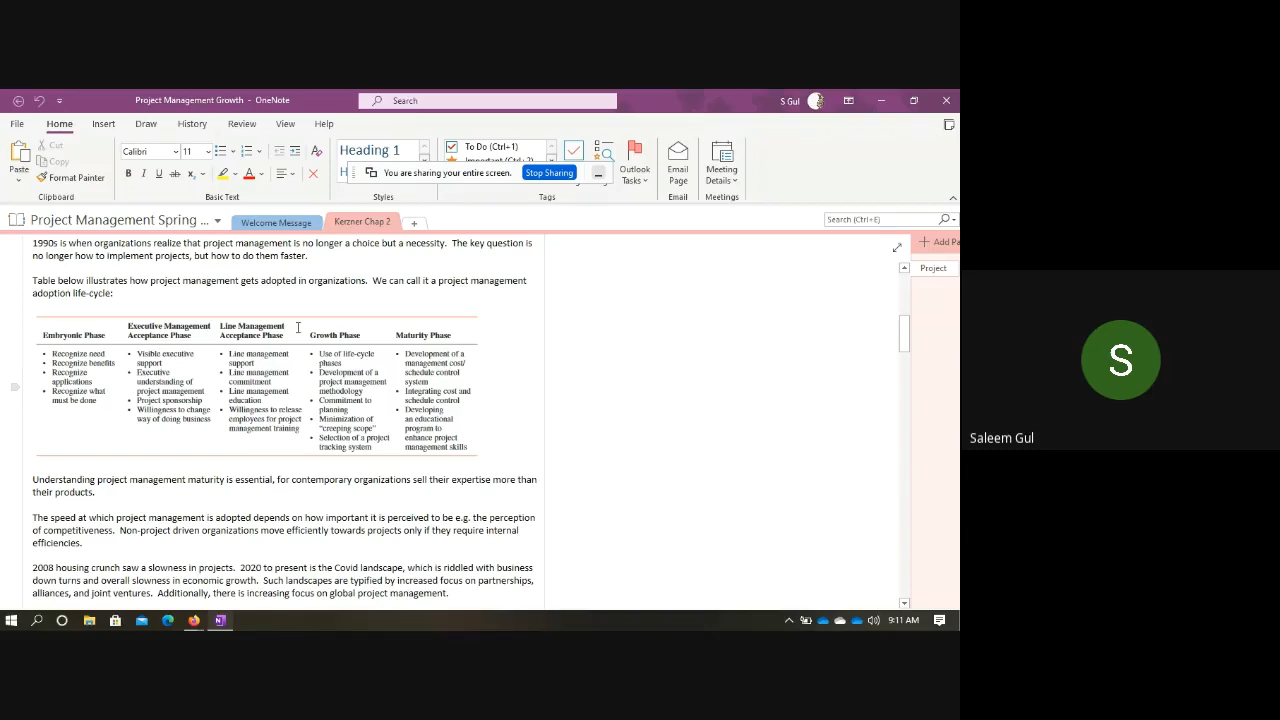 Project Management Growth - OneNote
Search
S Gul
File Home Insert Draw History Review View Help
Paste
Cut
Copy
Format Painter
Calibri 11
B I U ab x
A
Basic Text
Heading 1
H
Styles
To Do (Ctrl+1)
Important (Ctrl+2)
Tags
You are sharing your entire screen. Stop Sharing
Outlook Tasks
Email Page
Email
Meeting Details
Meetings
Project Management Spring ...
Welcome Message
Kerzner Chap 2
Search (Ctrl+E)
Add Pa
Project
1990s is when organizations realize that project management is no longer a choice but a necessity. The key question is
no longer how to implement projects, but how to do them faster.
Table below illustrates how project management gets adopted in organizations. We can call it a project management
adoption life-cycle:
Embryonic Phase
• Recognize need
• Recognize benefits
• Recognize
applications
• Recognize what
must be done
Executive Management
Acceptance Phase
• Visible executive
support
• Executive
understanding of
project management
• Project sponsorship
• Willingness to change
way of doing business
Line Management
Acceptance Phase
• Line management
support
• Line management
commitment
• Line management
education
• Willingness to release
employees for project
management training
Growth Phase
• Use of life-cycle
phases
• Development of a
project management
methodology
• Commitment to
planning
• Minimization of
"creeping scope"
• Selection of a project
tracking system
Maturity Phase
• Development of a
management cost/
schedule control
system
• Integrating cost and
schedule control
• Developing
an educational
program to
enhance project
management skills
Understanding project management maturity is essential, for contemporary organizations sell their expertise more than
their products.
The speed at which project management is adopted depends on how important it is perceived to be e.g. the perception
of competitiveness. Non-project driven organizations move efficiently towards projects only if they require internal
efficiencies.
2008 housing crunch saw a slowness in projects. 2020 to present is the Covid landscape, which is riddled with business
down turns and overall slowness in economic growth. Such landscapes are typified by increased focus on partnerships,
alliances, and joint ventures. Additionally, there is increasing focus on global project management.
9:11 AM
S
Saleem Gul